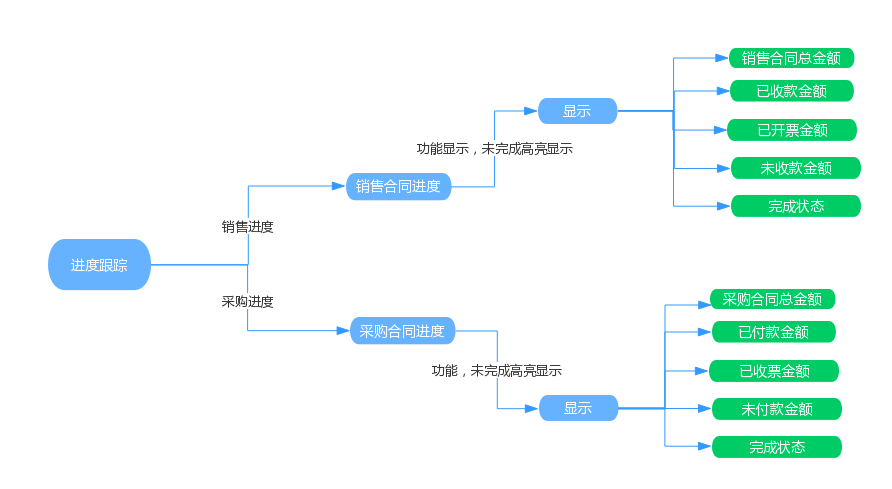 销售合同总金额
已收款金额
显示
已开票金额
功能显示，未完成高亮显示
未收款金额
销售合同进度
完成状态
销售进度
进度跟踪
采购进度
采购合同总金额
采购合同进度
已付款金额
功能，未完成高亮显示
已收票金额
显示
未付款金额
完成状态